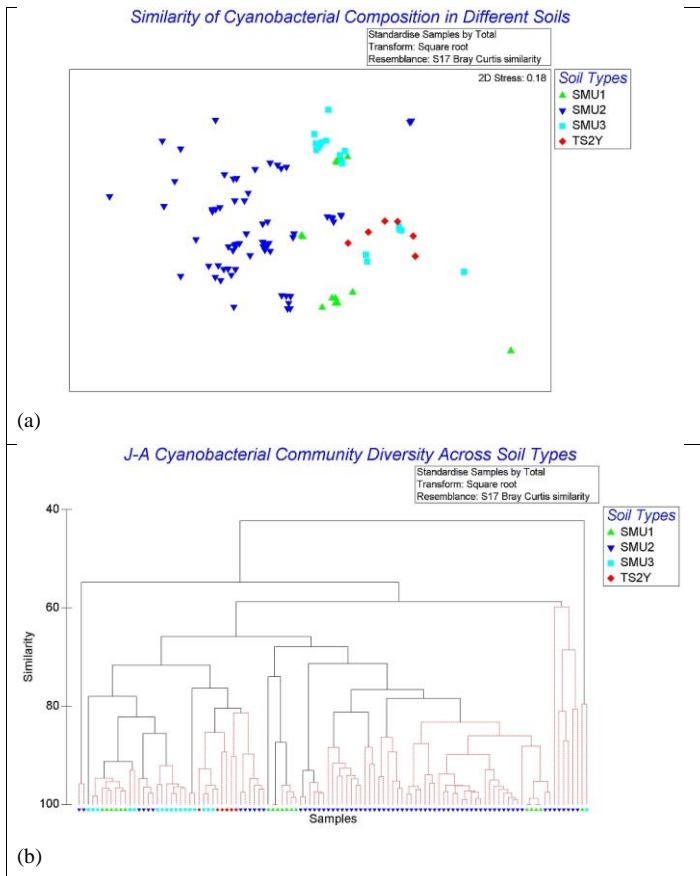 Similarity of Cyanobacterial Composition in Different Soils
Standardise Samples by Total
Transform: Square root
Resemblance: S17 Bray Curtis similarity
2D Stress: 0.18
Soil Types
SMU1
SMU2
SMU3
TS2Y
(a)
J-A Cyanobacterial Community Diversity Across Soil Types
Standardise Samples by Total
Transform: Square root
Resemblance: S17 Bray Curtis similarity
Soil Types
SMU1
SMU2
SMU3
TS2Y
40
60
80
100
Similarity
Samples
(b)